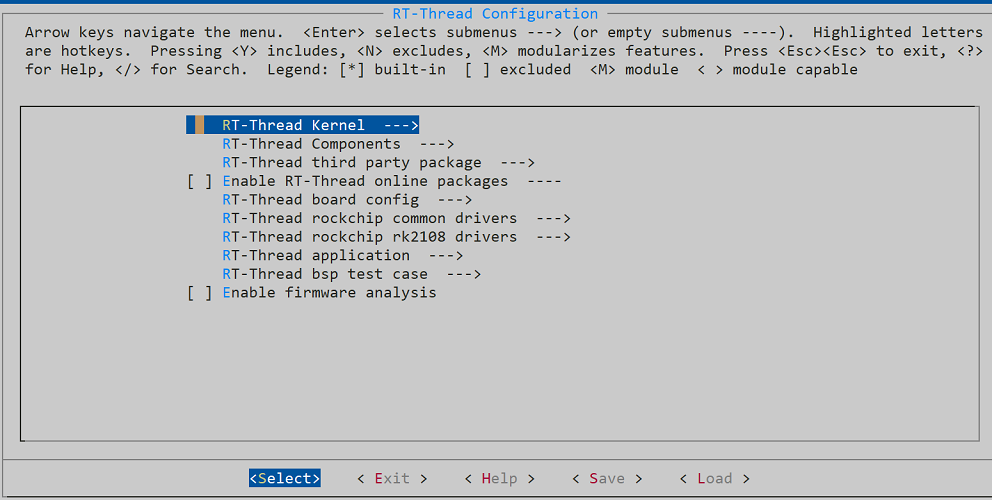 RT-Thread Configuration
Arrow keys navigate the menu.  <Enter> selects submenus ---> (or empty submenus ----).  Highlighted letters
are hotkeys.  Pressing <Y> includes, <N> excludes, <M> modularizes features.  Press <Esc><Esc> to exit, <?>
for Help, </> for Search.  Legend: [*] built-in  [ ] excluded  <M> module  < > module capable
RT-Thread Kernel  --->
RT-Thread Components  --->
RT-Thread third party package  --->
[ ] Enable RT-Thread online packages  ----
RT-Thread board config  --->
RT-Thread rockchip common drivers  --->
RT-Thread rockchip rk2108 drivers  --->
RT-Thread application  --->
RT-Thread bsp test case  --->
[ ] Enable firmware analysis
<Select>    < Exit >    < Help >    < Save >    < Load >